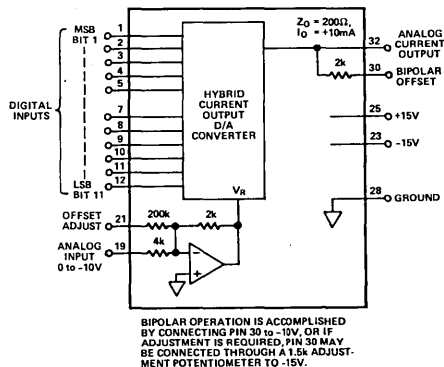 MSB
BIT 1
1
2
3
4
5
7
8
9
10
11
12
DIGITAL
INPUTS
LSB
BIT 11
HYBRID
CURRENT
OUTPUT
D/A
CONVERTER
VR
ZO = 200Ω,
IO = +10mA
32
ANALOG
CURRENT
OUTPUT
2k
30
BIPOLAR
OFFSET
25
+15V
23
-15V
28
GROUND
OFFSET
ADJUST
21
200k
2k
ANALOG
INPUT
0 to -10V
19
4k
-
+
BIPOLAR OPERATION IS ACCOMPLISHED
BY CONNECTING PIN 30 to -10V, OR IF
ADJUSTMENT IS REQUIRED, PIN 30 MAY
BE CONNECTED THROUGH A 1.5k ADJUST-
MENT POTENTIOMETER TO -15V.